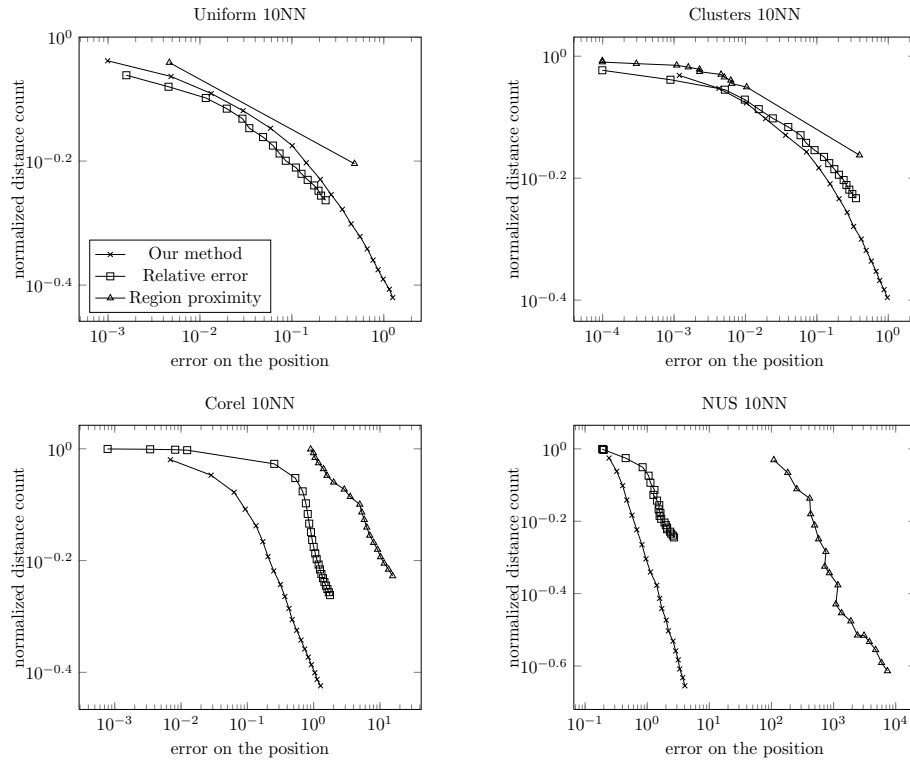 Uniform 10NN
normalized distance count
10^0
10^−0.2
10^−0.4
Our method
Relative error
Region proximity
10^−3 10^−2 10^−1 10^0
error on the position
Clusters 10NN
normalized distance count
10^0
10^−0.2
10^−0.4
10^−4 10^−3 10^−2 10^−1 10^0
error on the position
Corel 10NN
normalized distance count
10^0
10^−0.2
10^−0.4
10^−3 10^−2 10^−1 10^0 10^1
error on the position
NUS 10NN
normalized distance count
10^0
10^−0.2
10^−0.4
10^−0.6
10^−1 10^0 10^1 10^2 10^3 10^4
error on the position